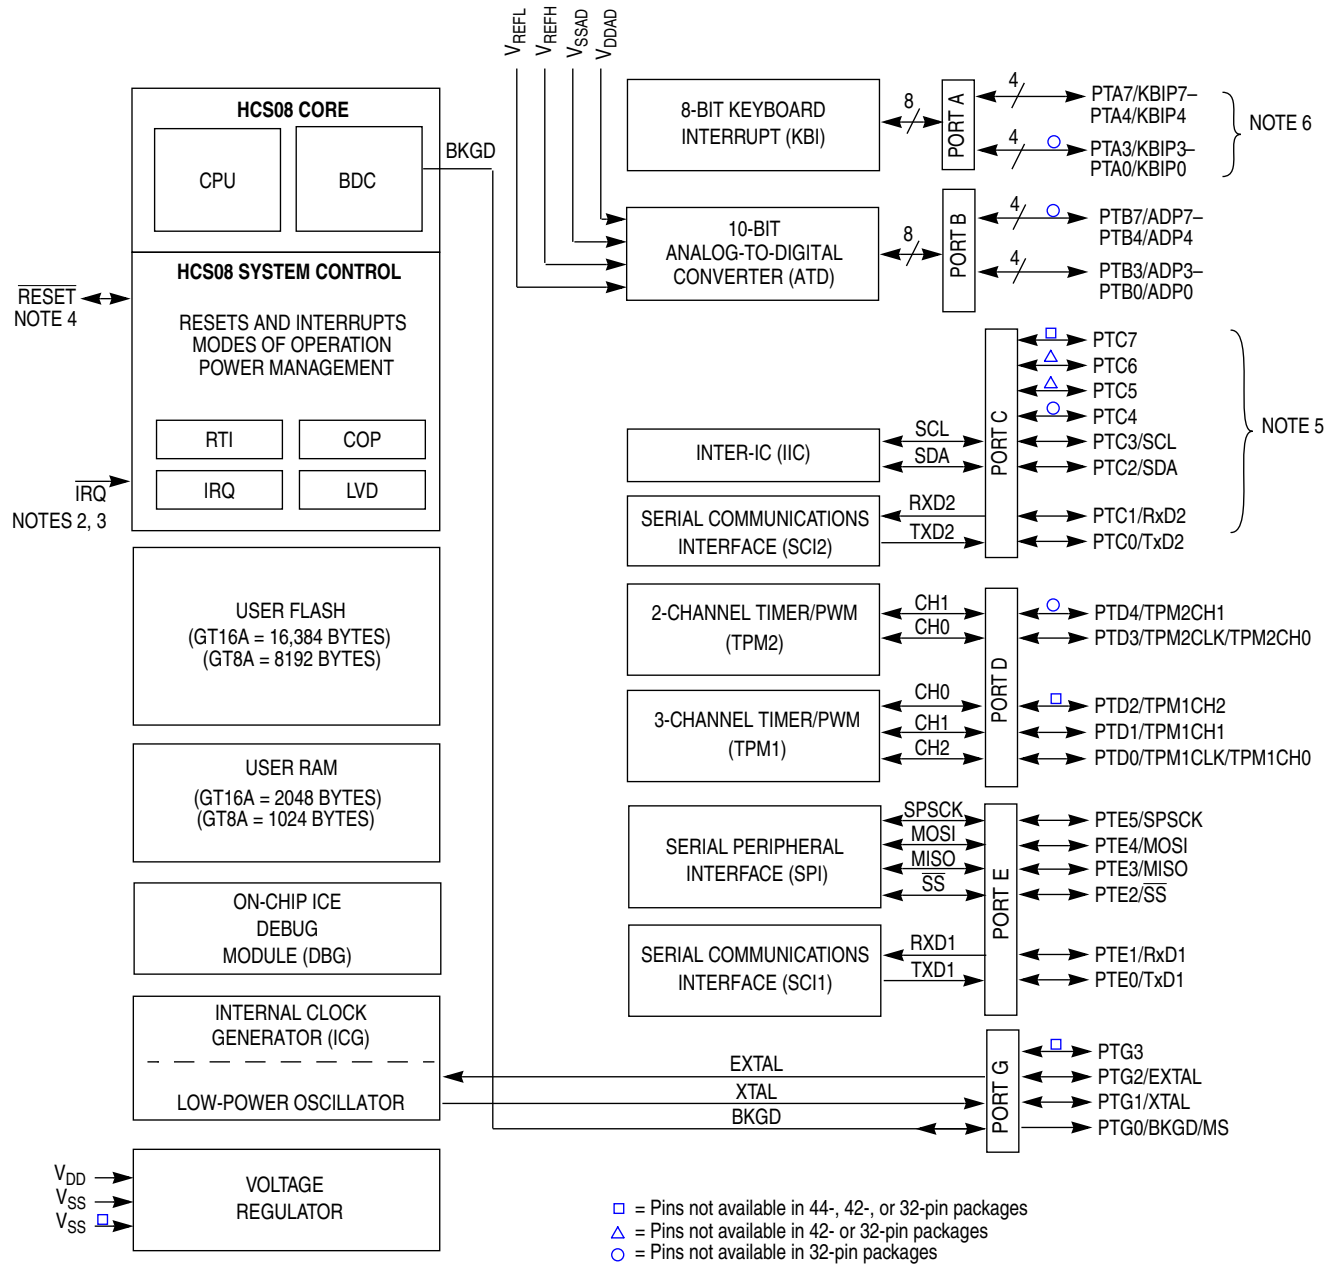 V_REFL
V_REFH
V_SSAD
V_DDAD
HCS08 CORE
CPU
BDC
BKGD
HCS08 SYSTEM CONTROL
RESET
NOTE 4
RESETS AND INTERRUPTS
MODES OF OPERATION
POWER MANAGEMENT
RTI
COP
IRQ
LVD
IRQ
NOTES 2, 3
USER FLASH
(GT16A = 16,384 BYTES)
(GT8A = 8192 BYTES)
USER RAM
(GT16A = 2048 BYTES)
(GT8A = 1024 BYTES)
ON-CHIP ICE
DEBUG
MODULE (DBG)
INTERNAL CLOCK
GENERATOR (ICG)
LOW-POWER OSCILLATOR
V_DD
V_SS
V_SS
VOLTAGE
REGULATOR
8-BIT KEYBOARD
INTERRUPT (KBI)
8
PORT A
4
PTA7/KBIP7–
PTA4/KBIP4
4
PTA3/KBIP3–
PTA0/KBIP0
NOTE 6
10-BIT
ANALOG-TO-DIGITAL
CONVERTER (ATD)
8
PORT B
4
PTB7/ADP7–
PTB4/ADP4
4
PTB3/ADP3–
PTB0/ADP0
INTER-IC (IIC)
SCL
SDA
SERIAL COMMUNICATIONS
INTERFACE (SCI2)
RXD2
TXD2
PORT C
PTC7
PTC6
PTC5
PTC4
PTC3/SCL
PTC2/SDA
PTC1/RxD2
PTC0/TxD2
NOTE 5
2-CHANNEL TIMER/PWM
(TPM2)
CH1
CH0
3-CHANNEL TIMER/PWM
(TPM1)
CH0
CH1
CH2
PORT D
PTD4/TPM2CH1
PTD3/TPM2CLK/TPM2CH0
PTD2/TPM1CH2
PTD1/TPM1CH1
PTD0/TPM1CLK/TPM1CH0
SERIAL PERIPHERAL
INTERFACE (SPI)
SPSCK
MOSI
MISO
SS
SERIAL COMMUNICATIONS
INTERFACE (SCI1)
RXD1
TXD1
PORT E
PTE5/SPSCK
PTE4/MOSI
PTE3/MISO
PTE2/SS
PTE1/RxD1
PTE0/TxD1
EXTAL
XTAL
BKGD
PORT G
PTG3
PTG2/EXTAL
PTG1/XTAL
PTG0/BKGD/MS
= Pins not available in 44-, 42-, or 32-pin packages
= Pins not available in 42- or 32-pin packages
= Pins not available in 32-pin packages